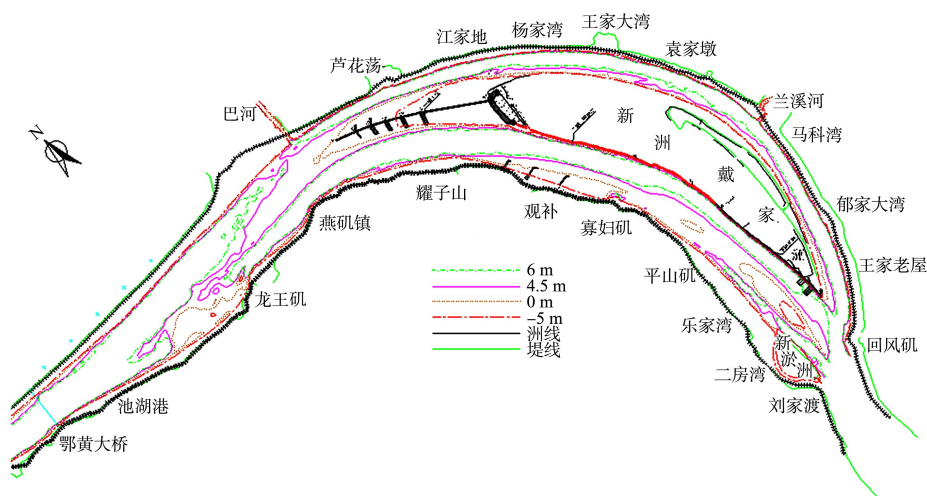 王家大湾
杨家湾
江家地
袁家墩
芦花荡
兰溪河
巴河
新
洲
马科湾
N
戴
耀子山
郁家大湾
燕矶镇
观补
家
寡妇矶
王家老屋
6 m
平山矶
4.5 m
龙王矶
0 m
-5 m
乐家湾
洲线
回风矶
堤线
新
淤
洲
二房湾
池湖港
刘家渡
鄂黄大桥